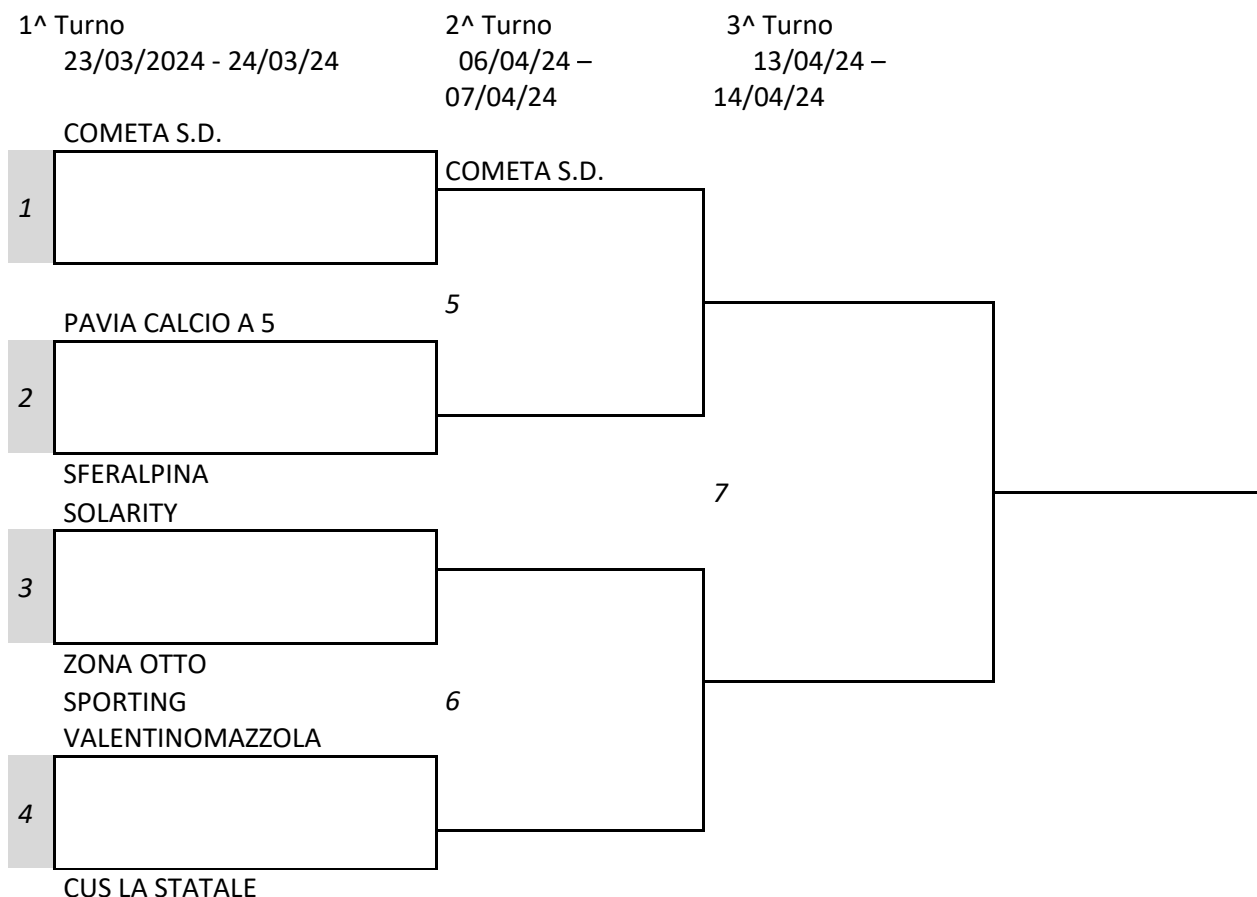 1^ Turno 2^ Turno 3^ Turno
23/03/2024 - 24/03/24 06/04/24 – 13/04/24 –
07/04/24 14/04/24
COMETA S.D.
COMETA S.D.
1
5
PAVIA CALCIO A 5
2
SFERALPINA
7
SOLARITY
3
ZONA OTTO
SPORTING 6
VALENTINOMAZZOLA
4
CUS LA STATALE